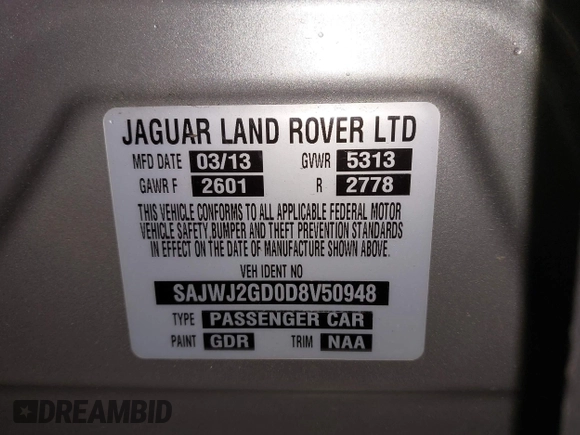 JAGUAR LAND ROVER LTD
MFD DATE 03/13 GVWR 5313
GAWR F 2601 R 2778
THIS VEHICLE CONFORMS TO ALL APPLICABLE FEDERAL MOTOR
VEHICLE SAFETY, BUMPER AND THEFT PREVENTION STANDARDS
IN EFFECT ON THE DATE OF MANUFACTURE SHOWN ABOVE.
VEH IDENT NO
SAJWJ2GD0D8V50948
TYPE PASSENGER CAR
PAINT GDR TRIM NAA
DREAMBID